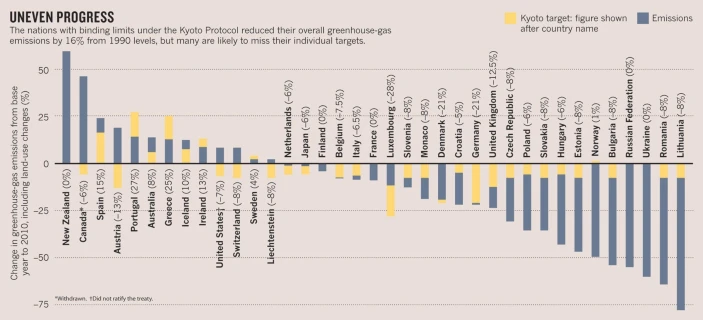 UNEVEN PROGRESS
The nations with binding limits under the Kyoto Protocol reduced their overall greenhouse-gas
emissions by 16% from 1990 levels, but many are likely to miss their individual targets.
Kyoto target: figure shown
after country name
Emissions
Change in greenhouse-gas emissions from base
year to 2010, including land-use changes (%)
50
25
0
−25
−50
−75
New Zealand (0%)
Canada* (−6%)
Spain (15%)
Austria (−13%)
Portugal (27%)
Australia (8%)
Greece (25%)
Iceland (10%)
Ireland (13%)
United States† (−7%)
Switzerland (−8%)
Sweden (4%)
Liechtenstein (−8%)
Netherlands (−6%)
Japan (−6%)
Finland (0%)
Belgium (−7.5%)
Italy (−6.5%)
France (0%)
Luxembourg (−28%)
Slovenia (−8%)
Monaco (−8%)
Denmark (−21%)
Croatia (−5%)
Germany (−21%)
United Kingdom (−12.5%)
Czech Republic (−8%)
Poland (−6%)
Slovakia (−8%)
Hungary (−6%)
Estonia (−8%)
Norway (1%)
Bulgaria (−8%)
Russian Federation (0%)
Ukraine (0%)
Romania (−8%)
Lithuania (−8%)
*Withdrawn. †Did not ratify the treaty.